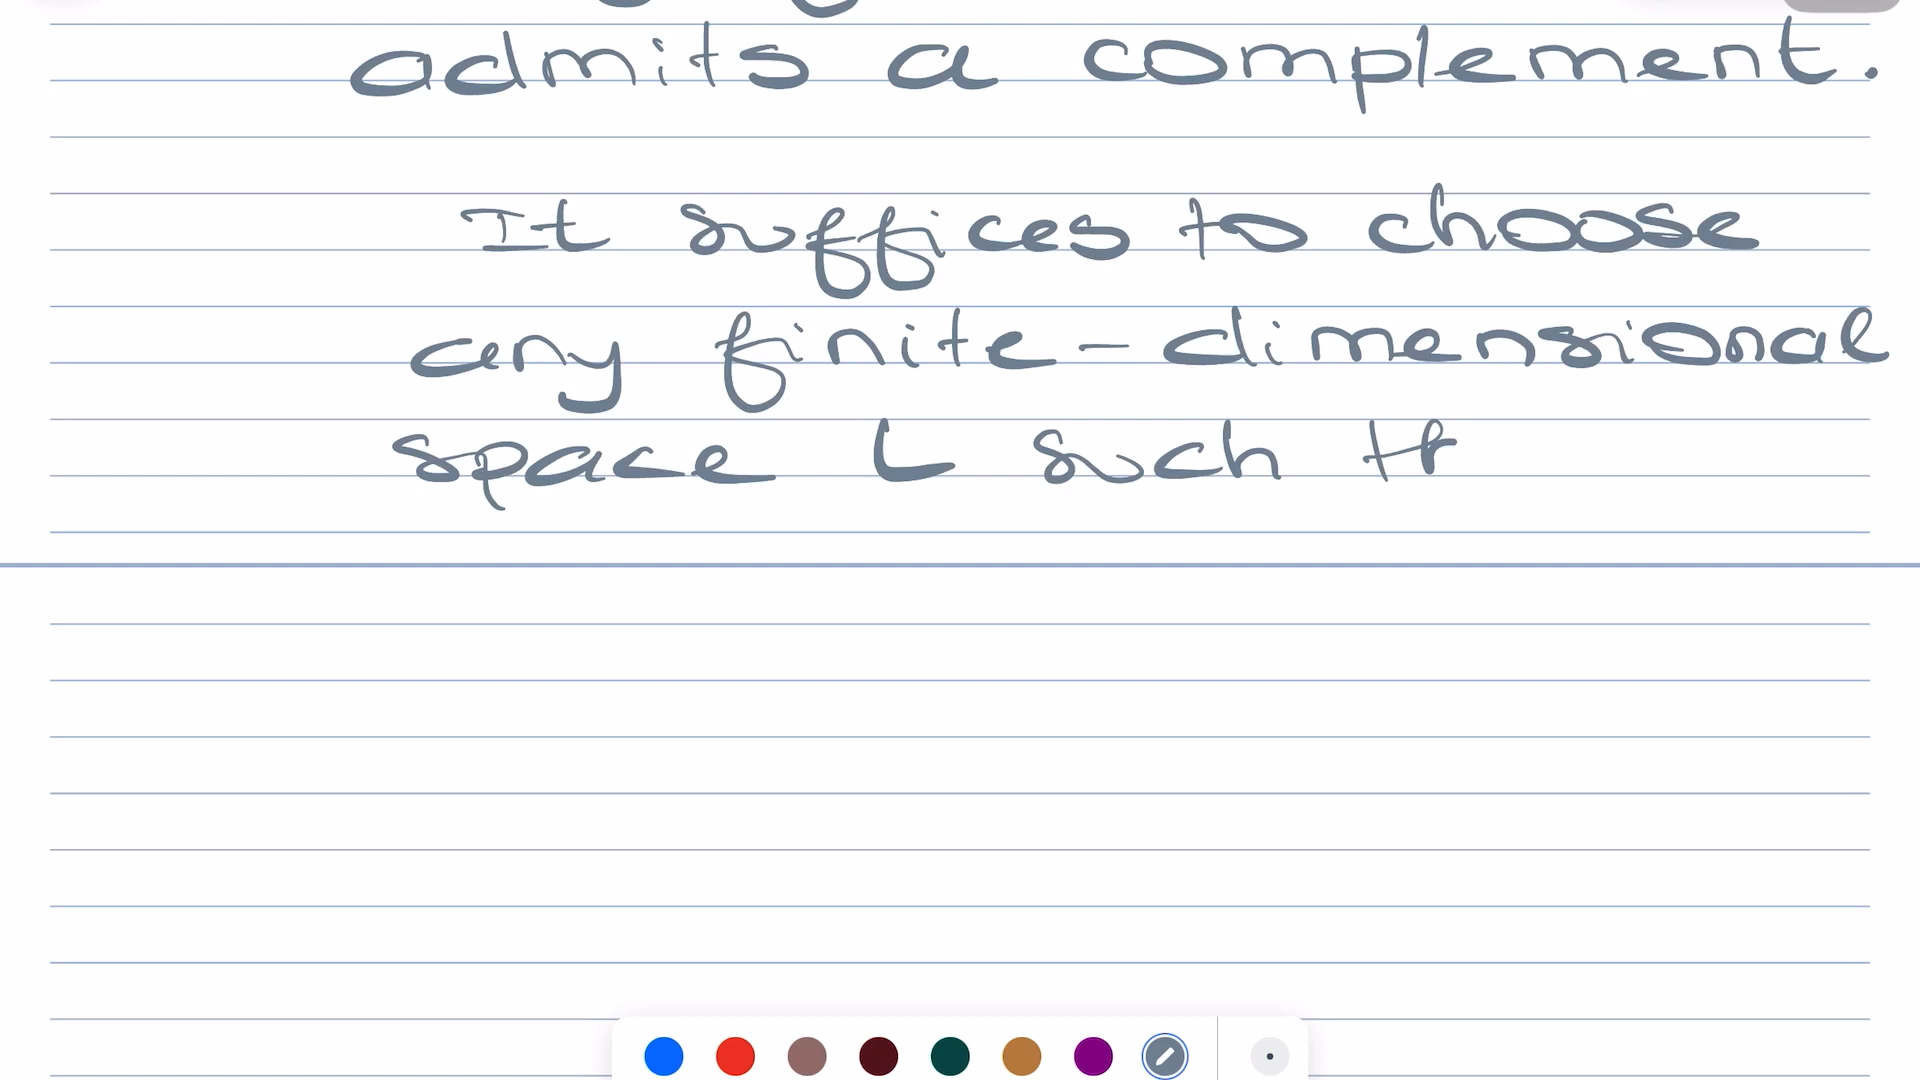 admits a complement.
It suffices to choose
any finite-dimensional
space L such